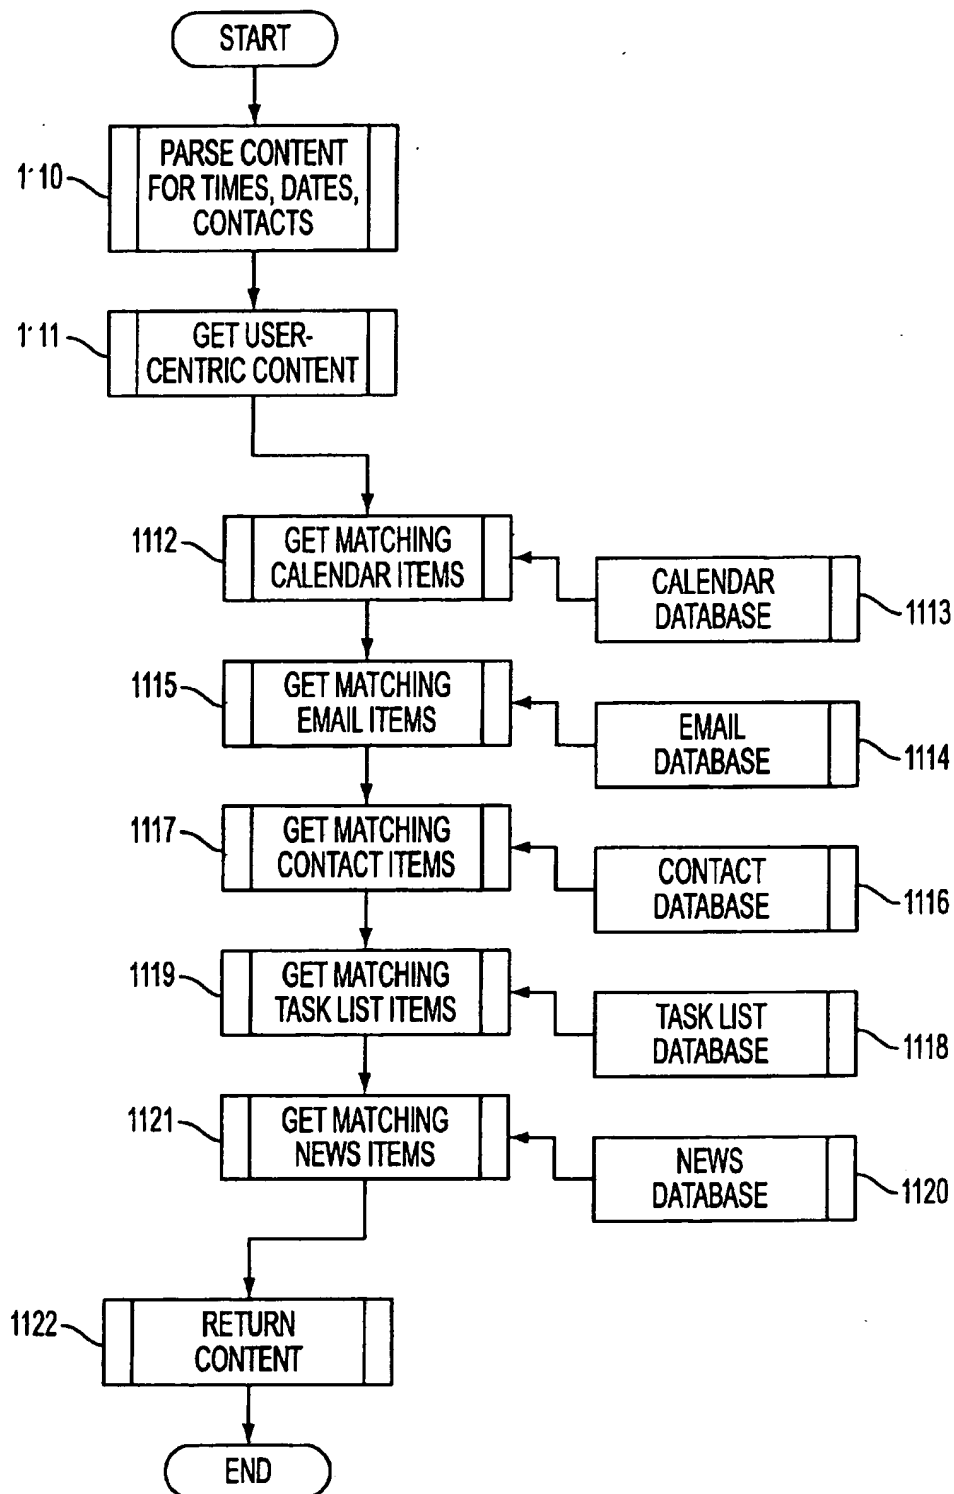 START
1110
PARSE CONTENT
FOR TIMES, DATES,
CONTACTS
1111
GET USER-
CENTRIC CONTENT
1112
GET MATCHING
CALENDAR ITEMS
CALENDAR
DATABASE
1113
1115
GET MATCHING
EMAIL ITEMS
EMAIL
DATABASE
1114
1117
GET MATCHING
CONTACT ITEMS
CONTACT
DATABASE
1116
1119
GET MATCHING
TASK LIST ITEMS
TASK LIST
DATABASE
1118
1121
GET MATCHING
NEWS ITEMS
NEWS
DATABASE
1120
1122
RETURN
CONTENT
END